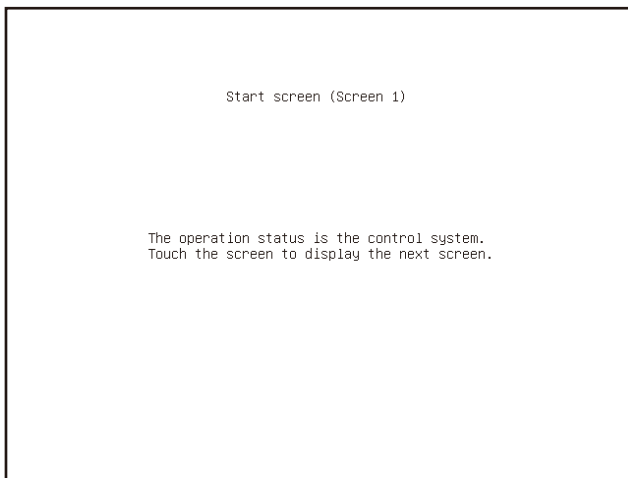 Start screen (Screen 1)
The operation status is the control system.
Touch the screen to display the next screen.